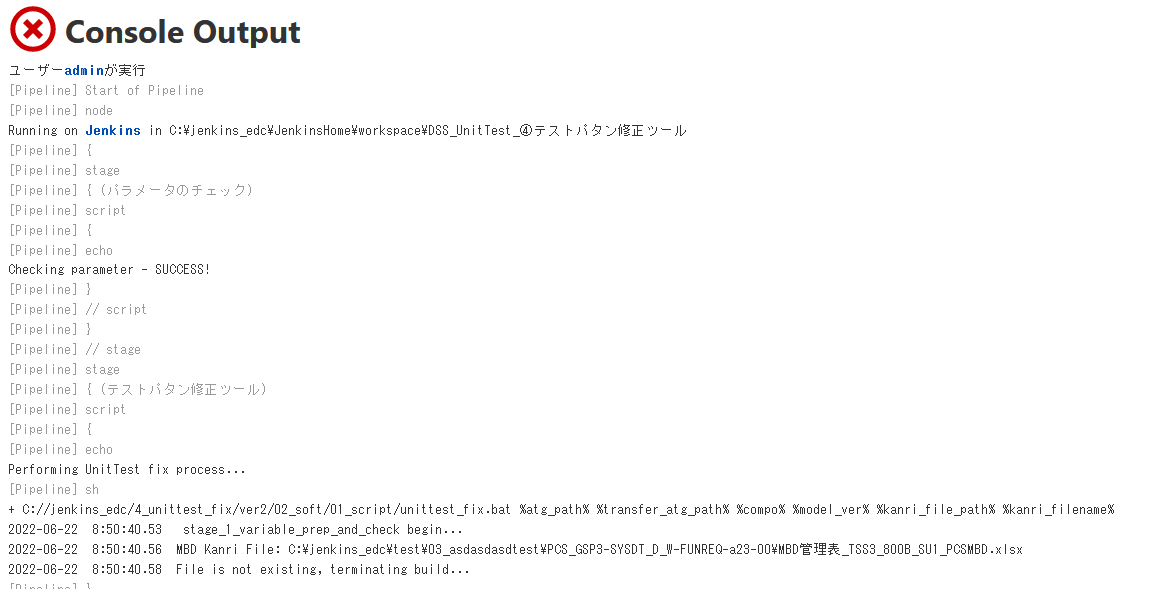 Console Output
ユーザーadminが実行
[Pipeline] Start of Pipeline
[Pipeline] node
Running on Jenkins in C:\jenkins_edc\JenkinsHome\workspace\DSS_UnitTest_④テストパタン修正ツール
[Pipeline] {
[Pipeline] stage
[Pipeline] { (パラメータのチェック)
[Pipeline] script
[Pipeline] {
[Pipeline] echo
Checking parameter - SUCCESS!
[Pipeline] }
[Pipeline] // script
[Pipeline] }
[Pipeline] // stage
[Pipeline] stage
[Pipeline] { (テストパタン修正ツール)
[Pipeline] script
[Pipeline] {
[Pipeline] echo
Performing UnitTest fix process...
[Pipeline] sh
+ C://jenkins_edc/4_unittest_fix/ver2/02_soft/01_script/unittest_fix.bat %atg_path% %transfer_atg_path% %compo% %model_ver% %kanri_file_path% %kanri_filename%
2022-06-22  8:50:40.53   stage_1_variable_prep_and_check begin...
2022-06-22  8:50:40.56  MBD Kanri File: C:\jenkins_edc\test\03_asdasdasdtest\PCS_GSP3-SYSDT_D_W-FUNREQ-a23-00\MBD管理表_TSS3_800B_SU1_PCSMBD.xlsx
2022-06-22  8:50:40.58  File is not existing, terminating build...
[Pipeline] }